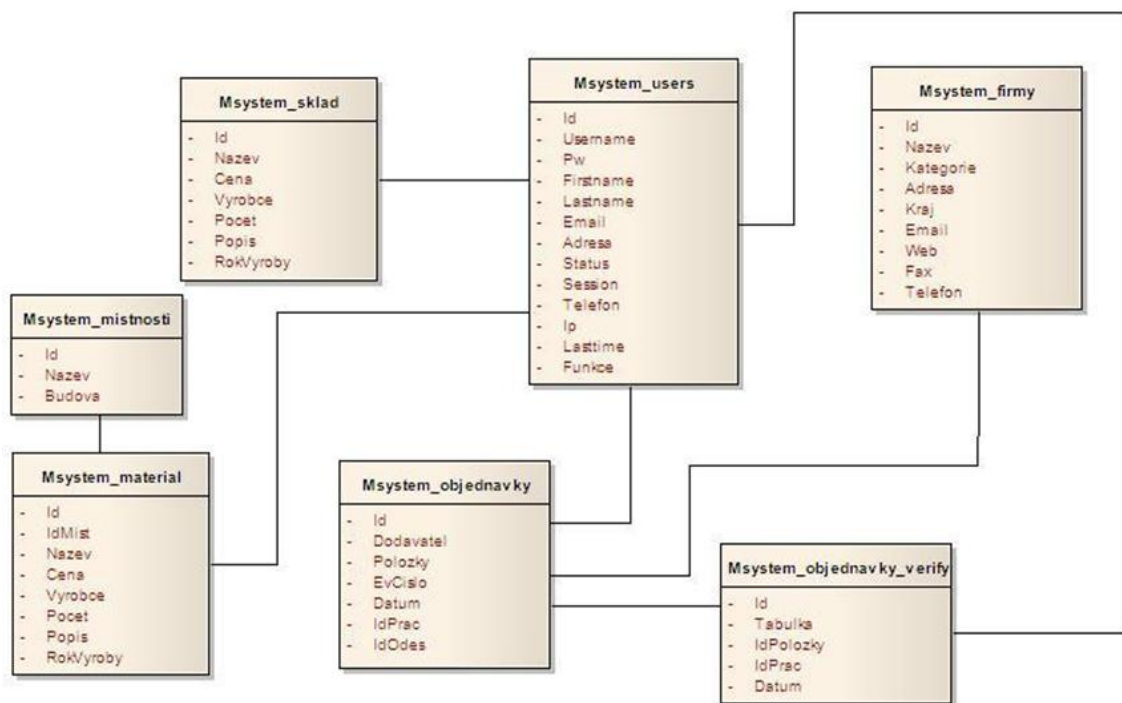 Msystem_sklad
- Id
- Nazev
- Cena
- Vyrobce
- Pocet
- Popis
- RokVyroby
Msystem_users
- Id
- Username
- Pw
- Firstname
- Lastname
- Email
- Adresa
- Status
- Session
- Telefon
- Ip
- Lasttime
- Funkce
Msystem_firmy
- Id
- Nazev
- Kategorie
- Adresa
- Kraj
- Email
- Web
- Fax
- Telefon
Msystem_mistnosti
- Id
- Nazev
- Budova
Msystem_material
- Id
- IdMist
- Nazev
- Cena
- Vyrobce
- Pocet
- Popis
- RokVyroby
Msystem_objednavky
- Id
- Dodavatel
- Polozky
- EvCislo
- Datum
- IdPrac
- IdOdes
Msystem_objednavky_verify
- Id
- Tabulka
- IdPolozky
- IdPrac
- Datum